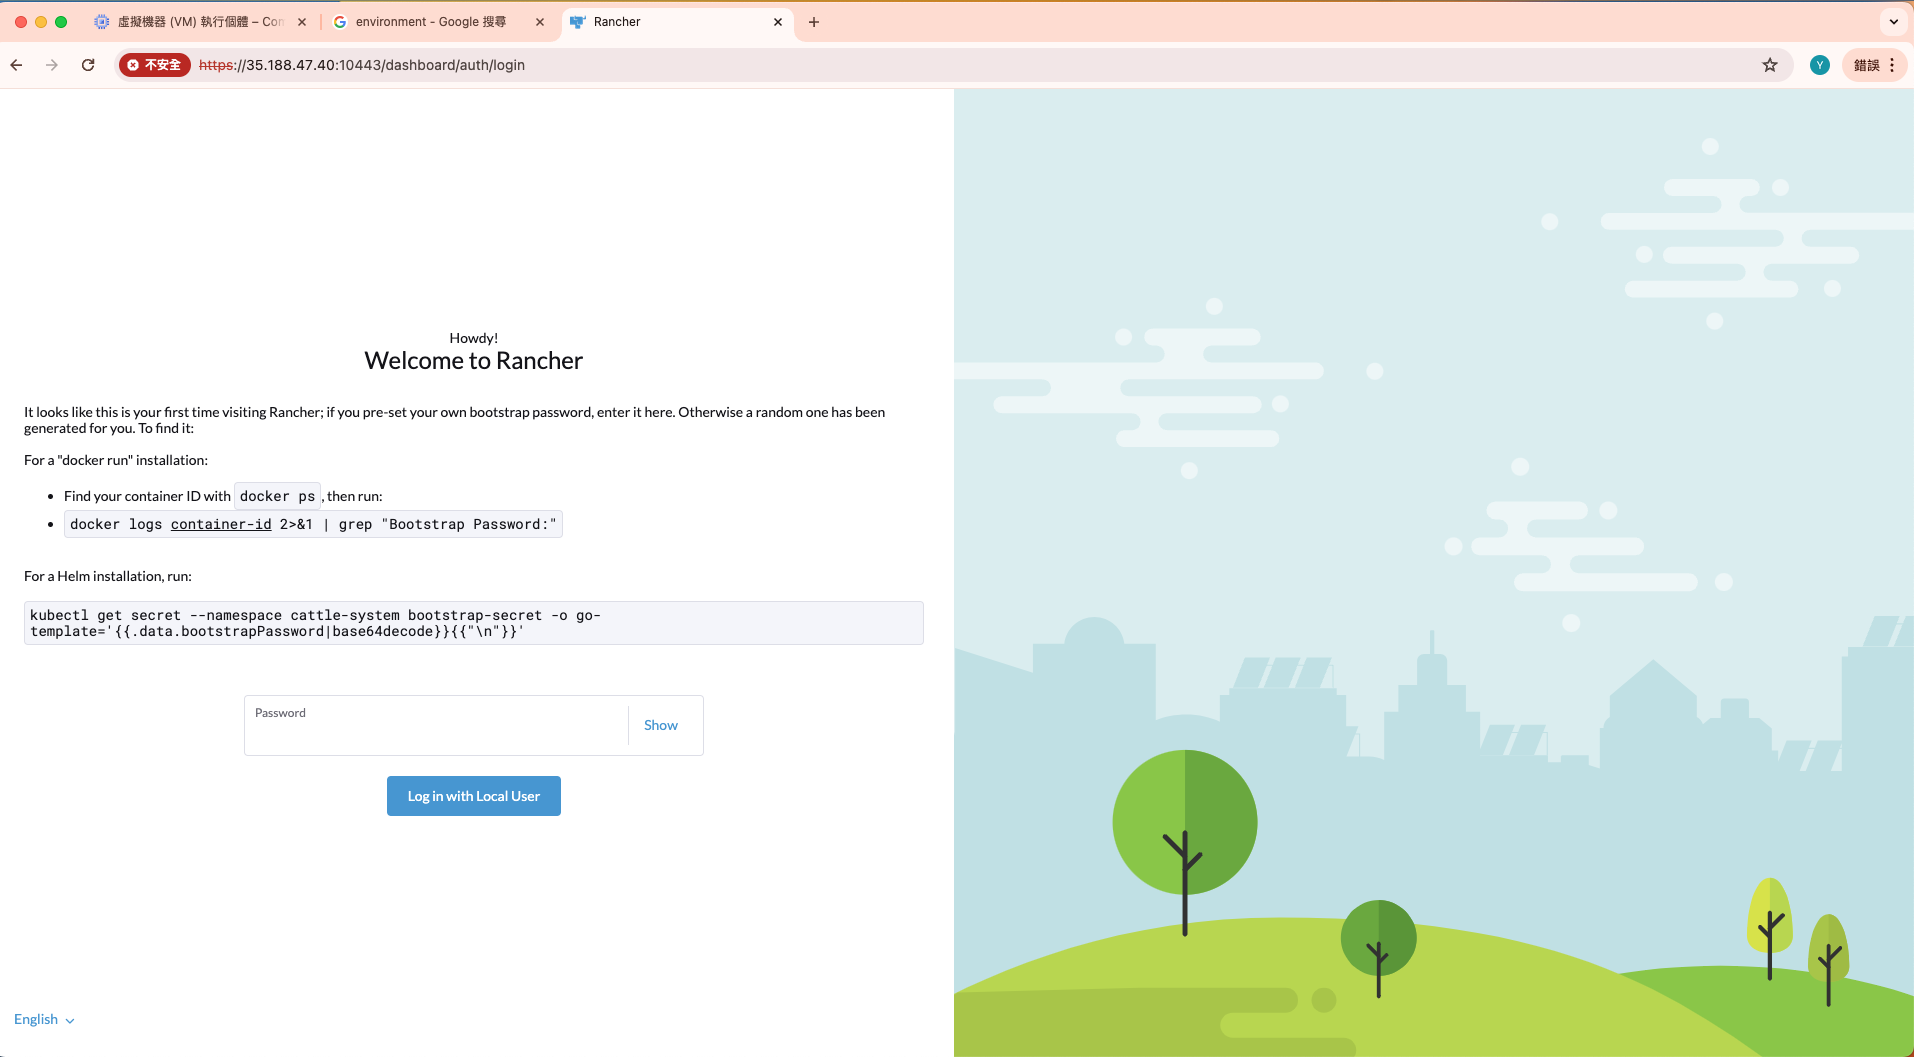 虛擬機器 (VM) 執行個體 – Con
environment - Google 搜尋
Rancher
不安全
https://35.188.47.40:10443/dashboard/auth/login
Y
錯誤
Howdy!
Welcome to Rancher
It looks like this is your first time visiting Rancher; if you pre-set your own bootstrap password, enter it here. Otherwise a random one has been
generated for you. To find it:
For a "docker run" installation:
• Find your container ID with docker ps, then run:
• docker logs container-id 2>&1 | grep "Bootstrap Password:"
For a Helm installation, run:
kubectl get secret --namespace cattle-system bootstrap-secret -o go-
template='{{.data.bootstrapPassword|base64decode}}{{"\n"}}'
Password
Show
Log in with Local User
English